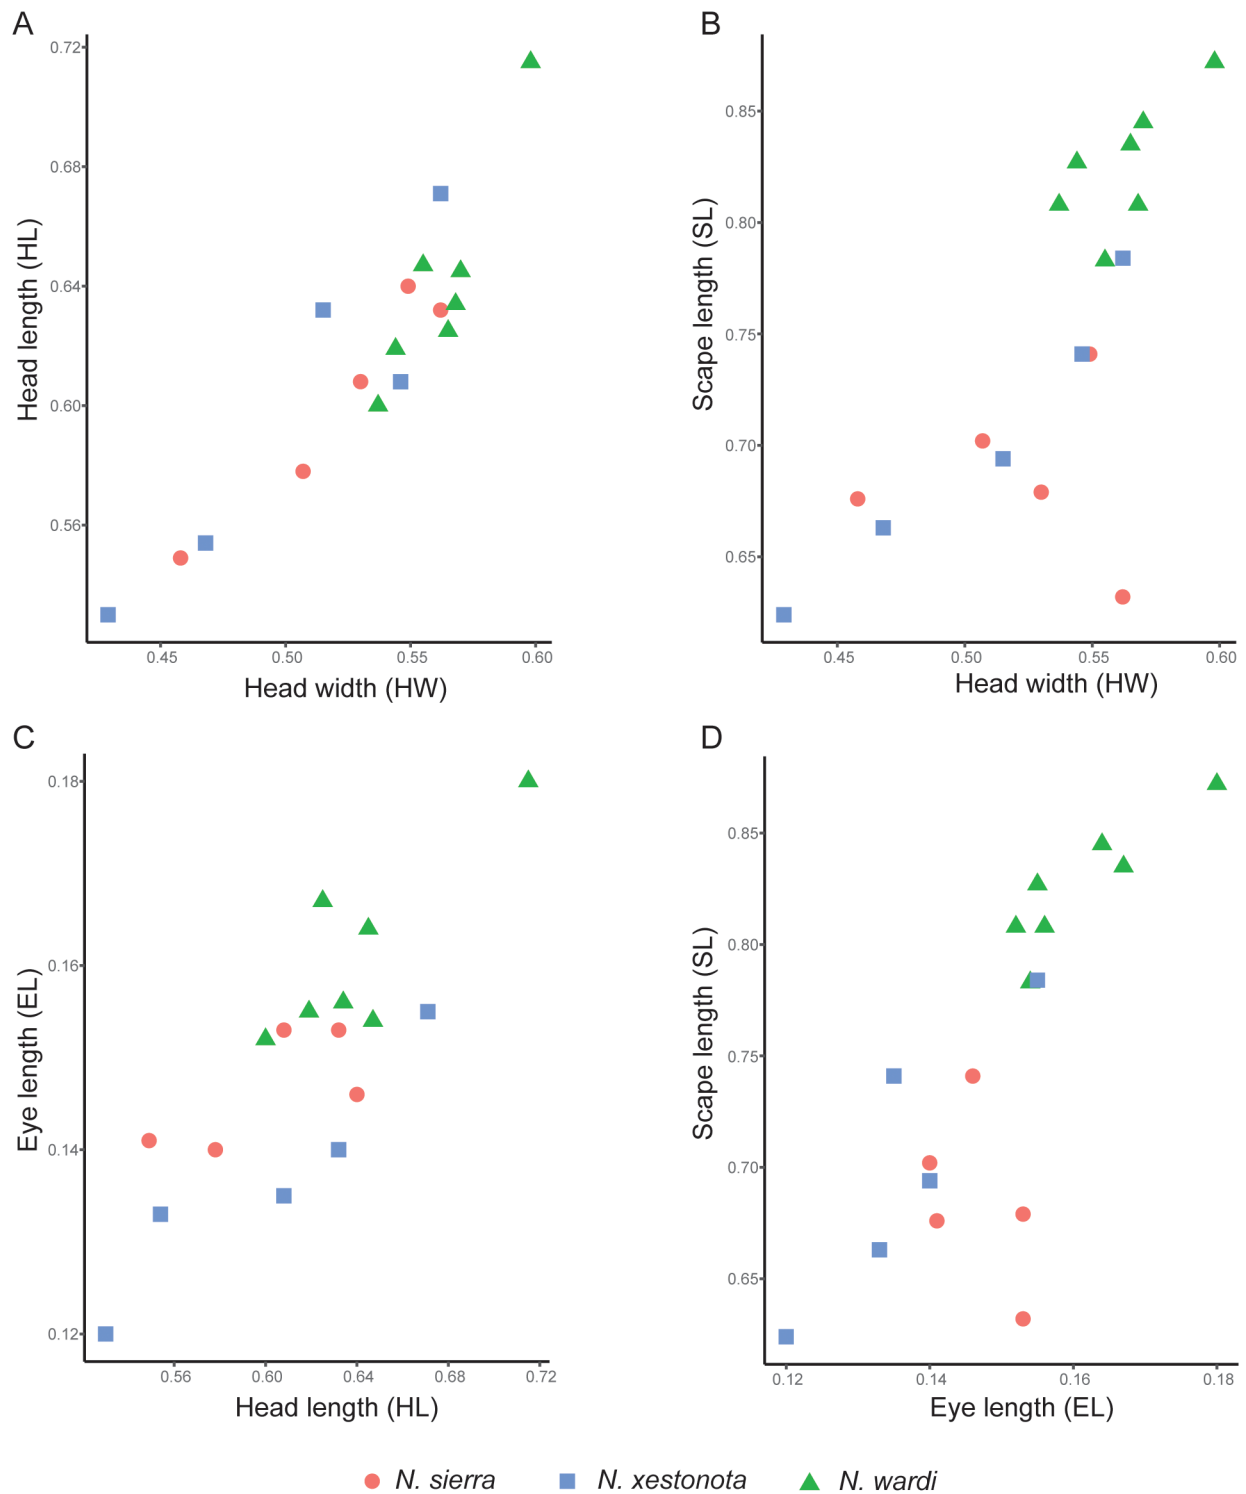 A
B
0.72
0.68
0.64
0.60
0.56
Head length (HL)
0.45 0.50 0.55 0.60
Head width (HW)
0.85
0.80
0.75
0.70
0.65
Scape length (SL)
0.45 0.50 0.55 0.60
Head width (HW)
C
D
0.18
0.16
0.14
0.12
Eye length (EL)
0.56 0.60 0.64 0.68 0.72
Head length (HL)
0.85
0.80
0.75
0.70
0.65
Scape length (SL)
0.12 0.14 0.16 0.18
Eye length (EL)
N. sierra N. xestonota N. wardi